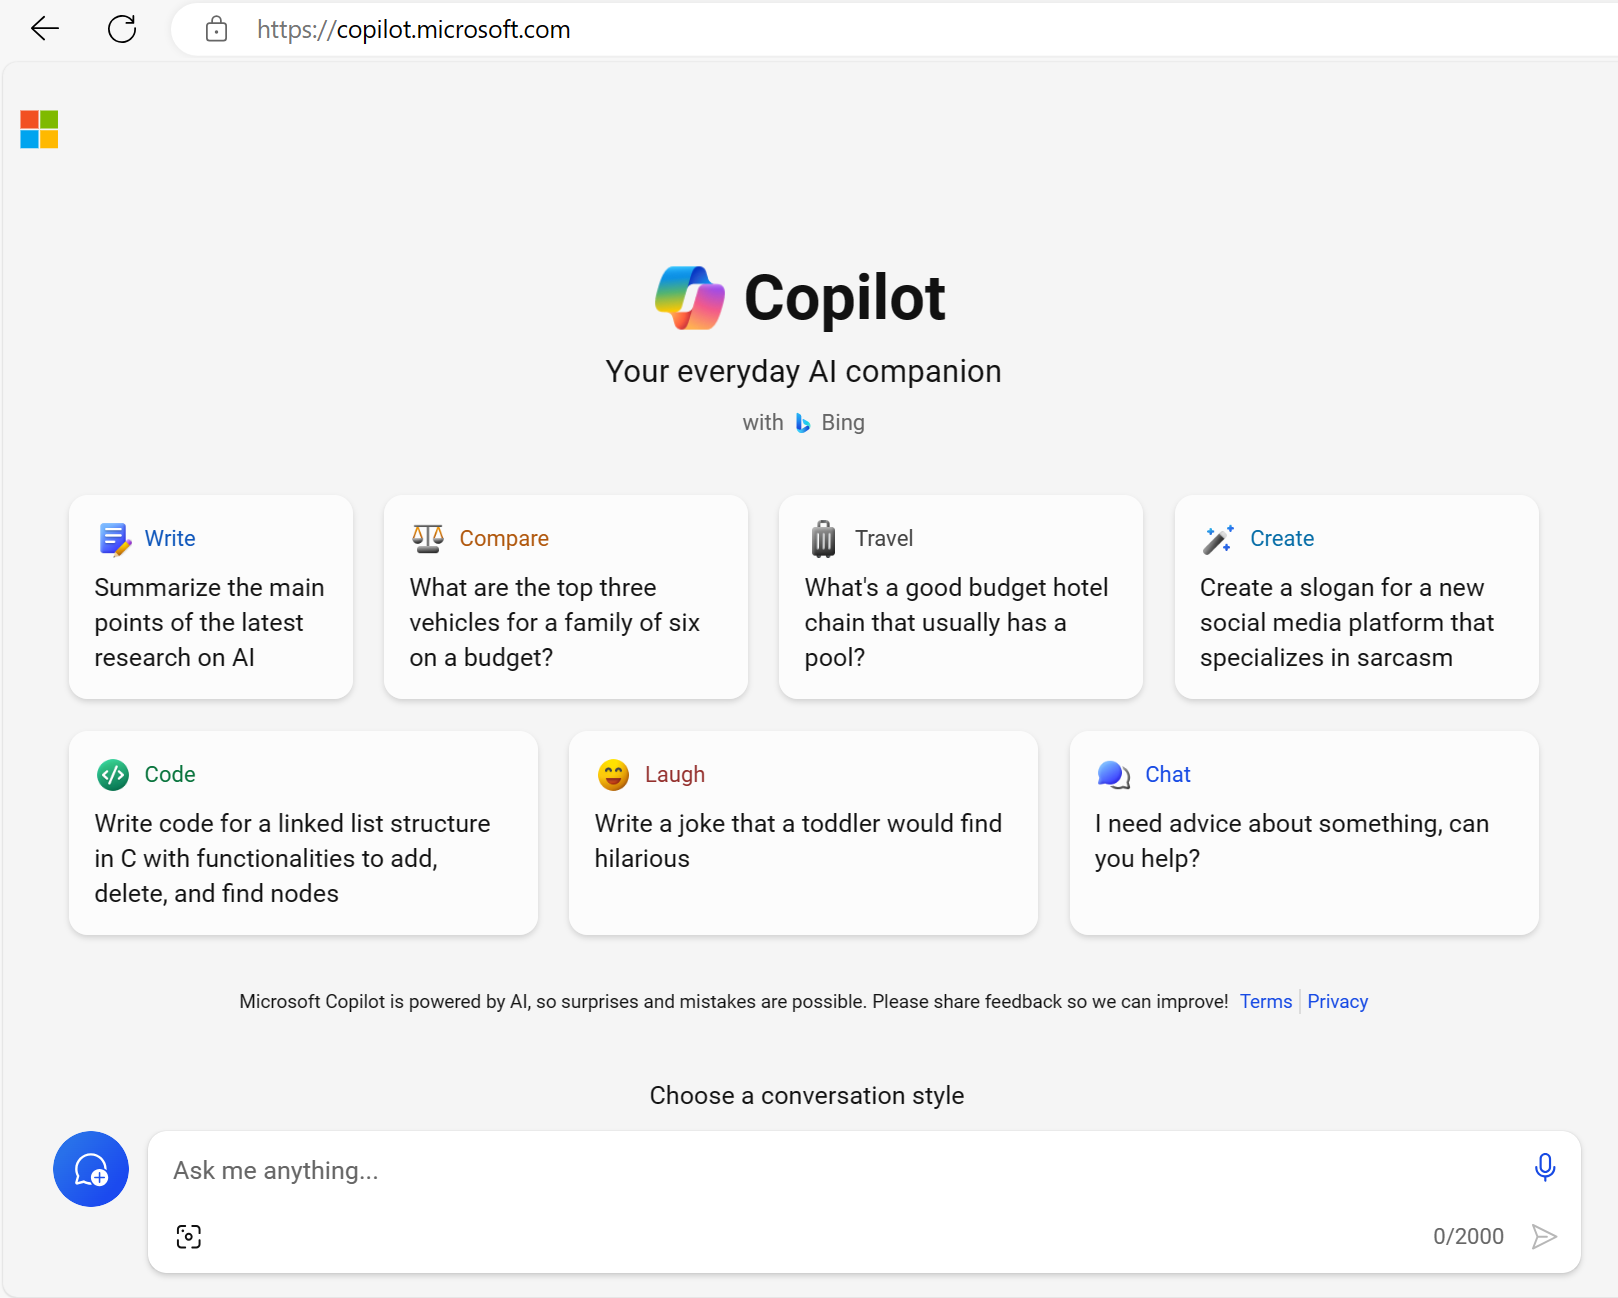 https://copilot.microsoft.com
Copilot
Your everyday AI companion
with Bing
Write
Summarize the main
points of the latest
research on AI
Compare
What are the top three
vehicles for a family of six
on a budget?
Travel
What's a good budget hotel
chain that usually has a
pool?
Create
Create a slogan for a new
social media platform that
specializes in sarcasm
Code
Write code for a linked list structure
in C with functionalities to add,
delete, and find nodes
Laugh
Write a joke that a toddler would find
hilarious
Chat
I need advice about something, can
you help?
Microsoft Copilot is powered by AI, so surprises and mistakes are possible. Please share feedback so we can improve! Terms Privacy
Choose a conversation style
Ask me anything...
0/2000